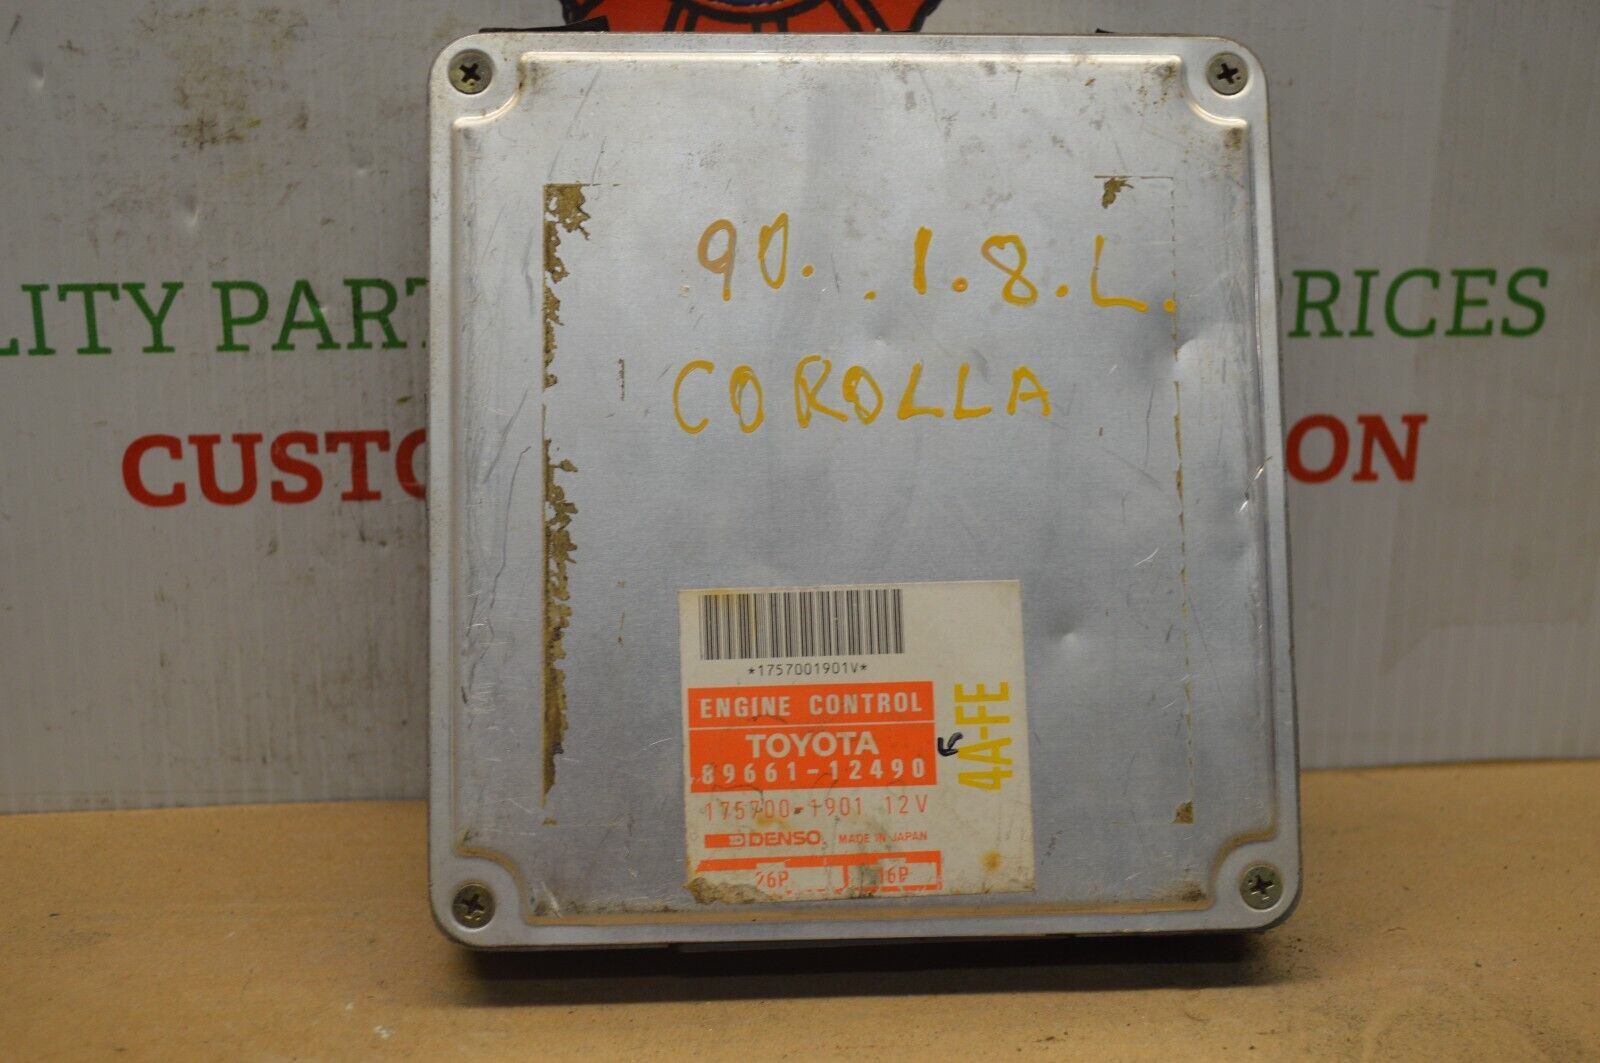 90. .1.8.L.
COROLLA
LITY PART RICES
CUSTO ON
*1757001901V*
ENGINE CONTROL
TOYOTA
89661-12490
175700-1901 12V
DENSO MADE IN JAPAN
26P 16P
4A-FE